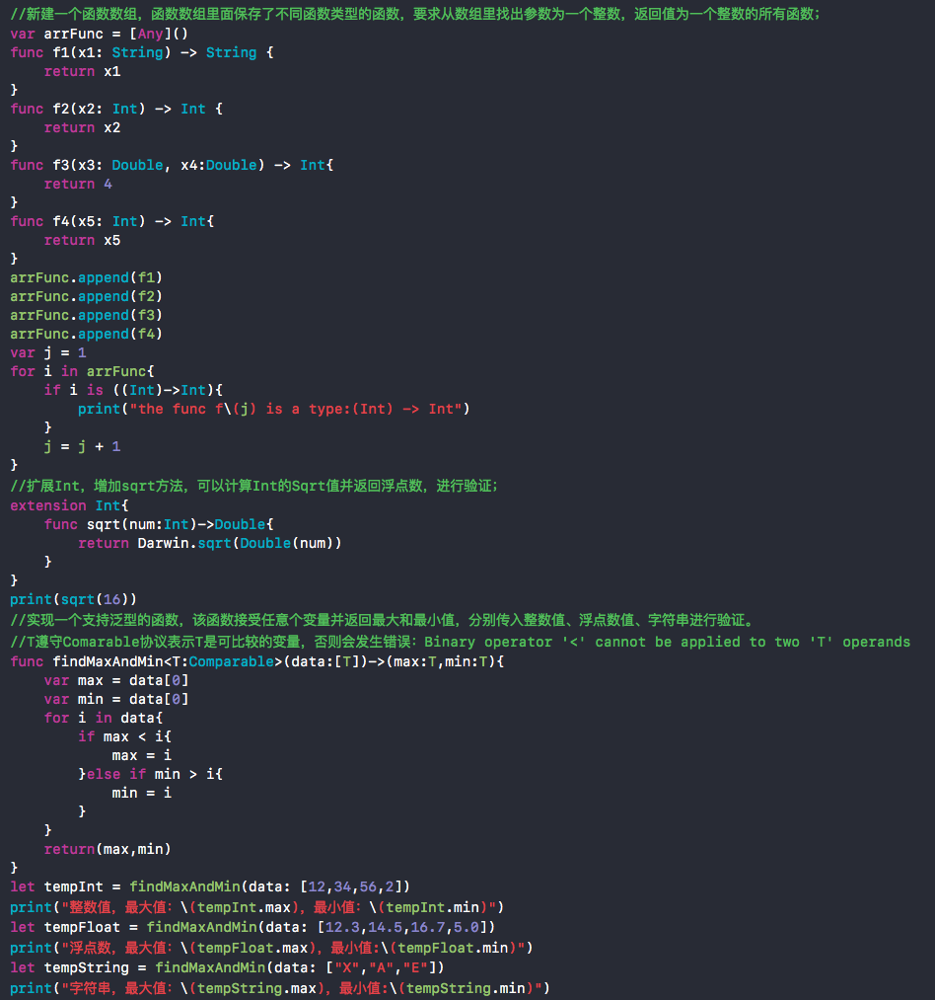 //新建一个函数数组，函数数组里面保存了不同函数类型的函数，要求从数组里找出参数为一个整数，返回值为一个整数的所有函数；
var arrFunc = [Any]()
func f1(x1: String) -> String {
    return x1
}
func f2(x2: Int) -> Int {
    return x2
}
func f3(x3: Double, x4:Double) -> Int{
    return 4
}
func f4(x5: Int) -> Int{
    return x5
}
arrFunc.append(f1)
arrFunc.append(f2)
arrFunc.append(f3)
arrFunc.append(f4)
var j = 1
for i in arrFunc{
    if i is ((Int)->Int){
        print("the func f\(j) is a type:(Int) -> Int")
    }
    j = j + 1
}
//扩展Int，增加sqrt方法，可以计算Int的Sqrt值并返回浮点数，进行验证；
extension Int{
    func sqrt(num:Int)->Double{
        return Darwin.sqrt(Double(num))
    }
}
print(sqrt(16))
//实现一个支持泛型的函数，该函数接受任意个变量并返回最大和最小值，分别传入整数值、浮点数值、字符串进行验证。
//T遵守Comarable协议表示T是可比较的变量，否则会发生错误：Binary operator '<' cannot be applied to two 'T' operands
func findMaxAndMin<T:Comparable>(data:[T])->(max:T,min:T){
    var max = data[0]
    var min = data[0]
    for i in data{
        if max < i{
            max = i
        }else if min > i{
            min = i
        }
    }
    return(max,min)
}
let tempInt = findMaxAndMin(data: [12,34,56,2])
print("整数值，最大值：\(tempInt.max)，最小值：\(tempInt.min)")
let tempFloat = findMaxAndMin(data: [12.3,14.5,16.7,5.0])
print("浮点数，最大值：\(tempFloat.max)，最小值:\(tempFloat.min)")
let tempString = findMaxAndMin(data: ["X","A","E"])
print("字符串，最大值：\(tempString.max)，最小值:\(tempString.min)")